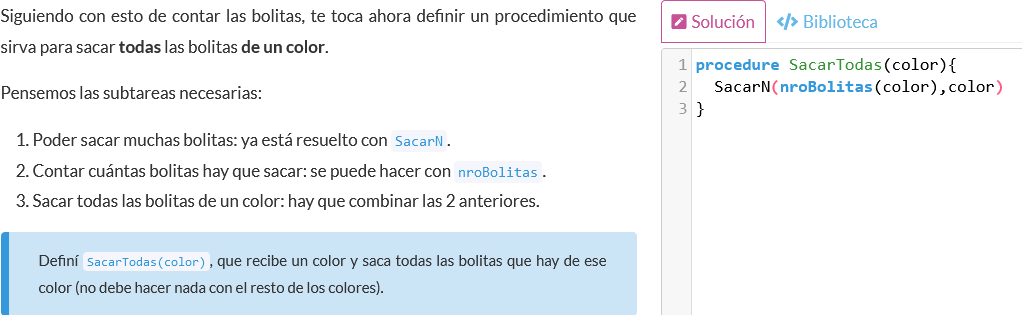 Siguiendo con esto de contar las bolitas, te toca ahora definir un procedimiento que
sirva para sacar todas las bolitas de un color.
Pensemos las subtareas necesarias:
1. Poder sacar muchas bolitas: ya está resuelto con SacarN .
2. Contar cuántas bolitas hay que sacar: se puede hacer con nroBolitas .
3. Sacar todas las bolitas de un color: hay que combinar las 2 anteriores.
Definí SacarTodas(color), que recibe un color y saca todas las bolitas que hay de ese
color (no debe hacer nada con el resto de los colores).
Solución
</> Biblioteca
1 procedure SacarTodas(color){
2 SacarN(nroBolitas(color),color)
3 }